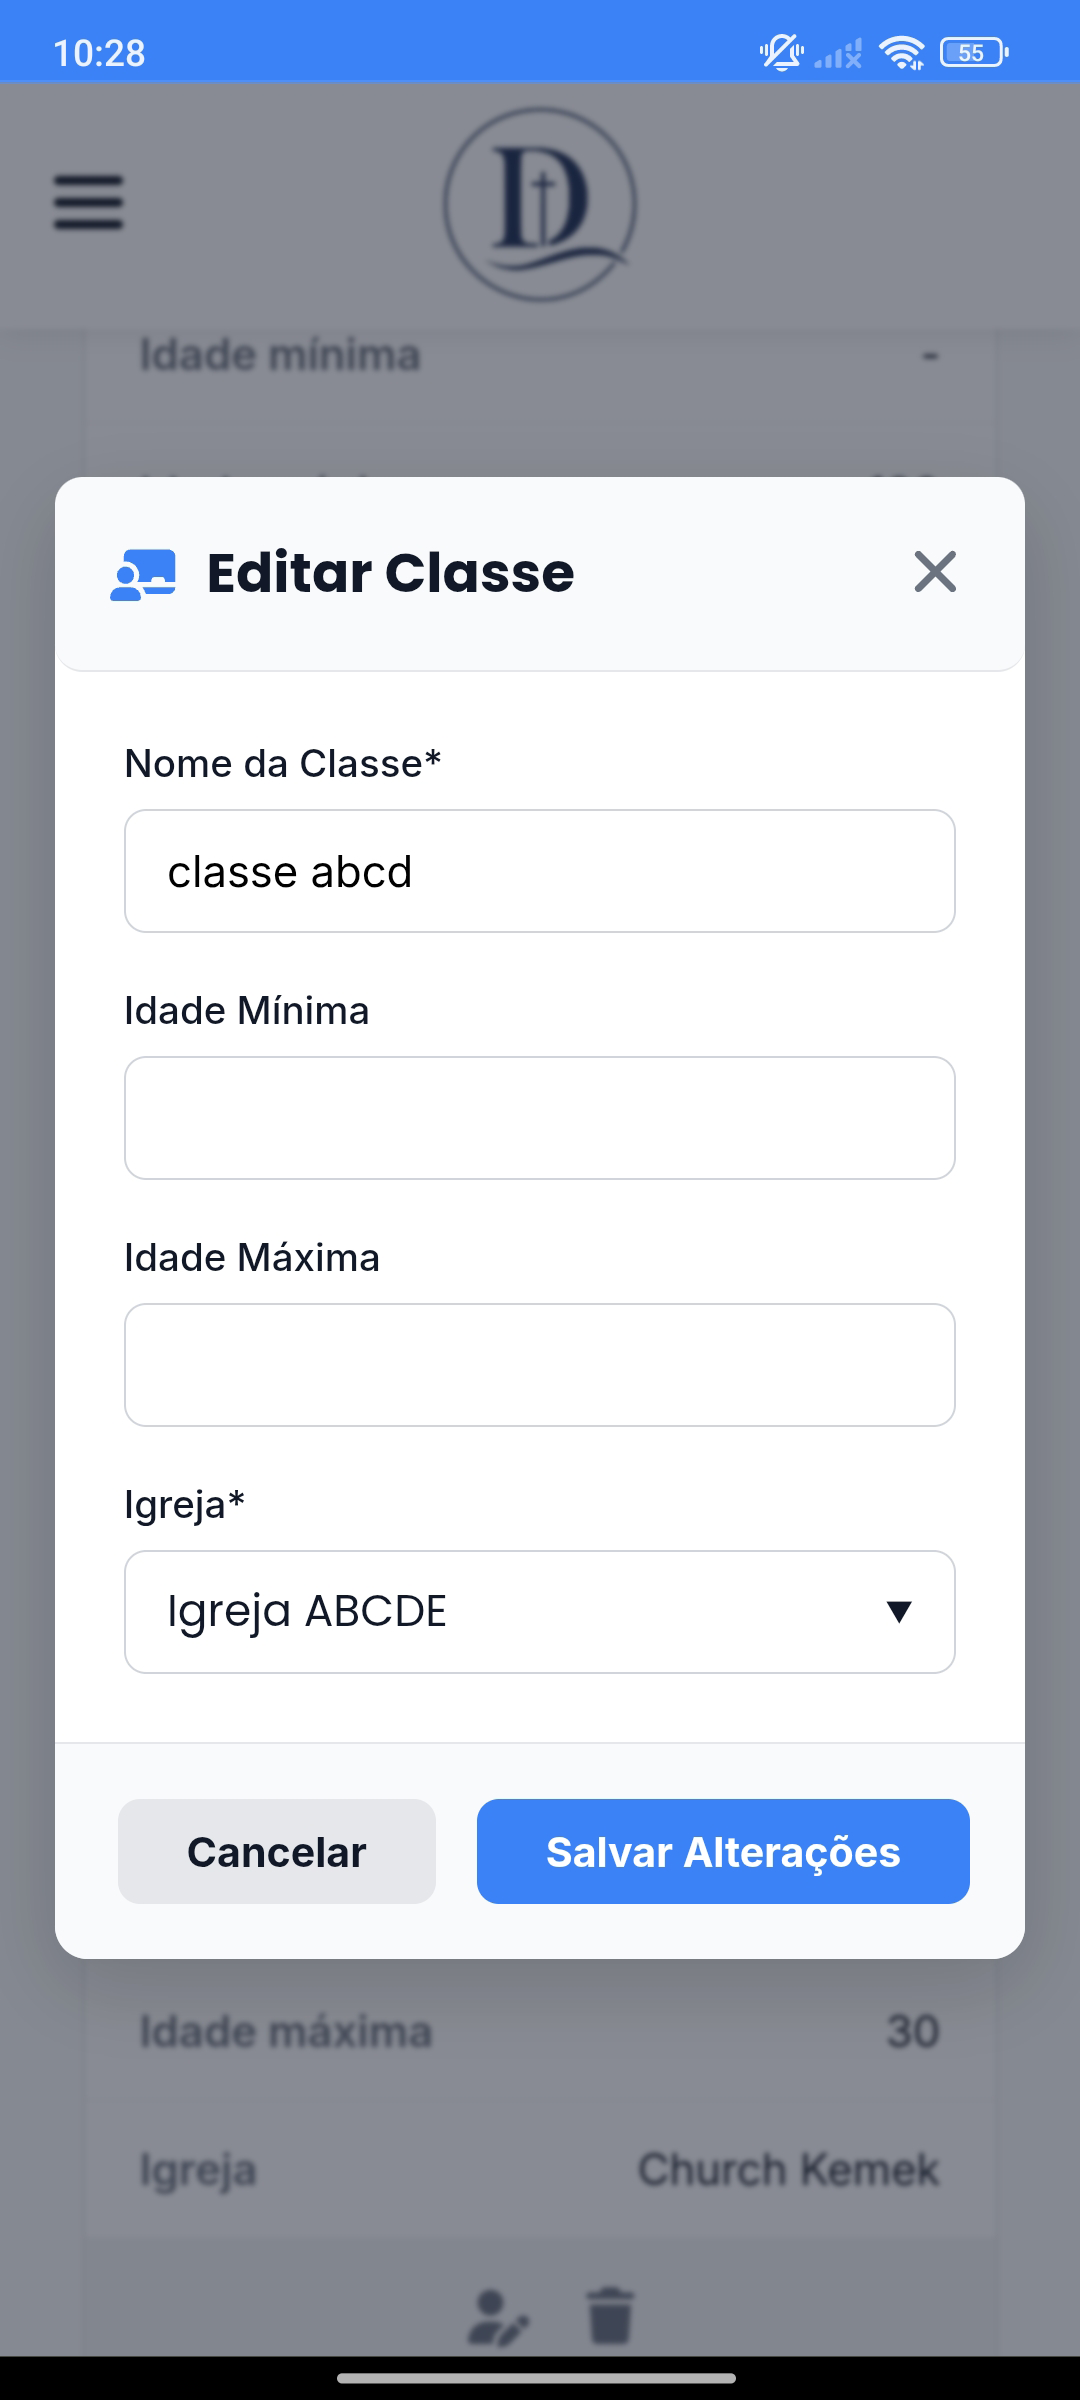 10:28
55
Idade mínima -
Editar Classe
Nome da Classe*
classe abcd
Idade Mínima
Idade Máxima
Igreja*
Igreja ABCDE
Cancelar Salvar Alterações
Idade máxima 30
Igreja Church Kemek